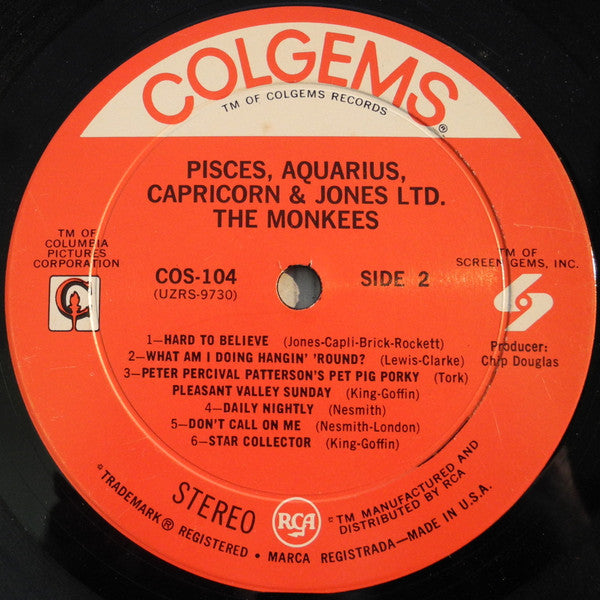 COLGEMS®
TM OF COLGEMS RECORDS
PISCES, AQUARIUS,
CAPRICORN & JONES LTD.
THE MONKEES
TM OF
COLUMBIA
PICTURES
CORPORATION
TM OF
SCREEN GEMS, INC.
COS-104
(UZRS-9730)
SIDE 2
Producer:
Chip Douglas
1—HARD TO BELIEVE (Jones-Capli-Brick-Rockett)
2—WHAT AM I DOING HANGIN' 'ROUND? (Lewis-Clarke)
3—PETER PERCIVAL PATTERSON'S PET PIG PORKY (Tork)
PLEASANT VALLEY SUNDAY (King-Goffin)
4—DAILY NIGHTLY (Nesmith)
5—DON'T CALL ON ME (Nesmith-London)
6—STAR COLLECTOR (King-Goffin)
STEREO
RCA
TM MANUFACTURED AND
DISTRIBUTED BY RCA
TRADEMARK ® REGISTERED • MARCA REGISTRADA—MADE IN U.S.A.